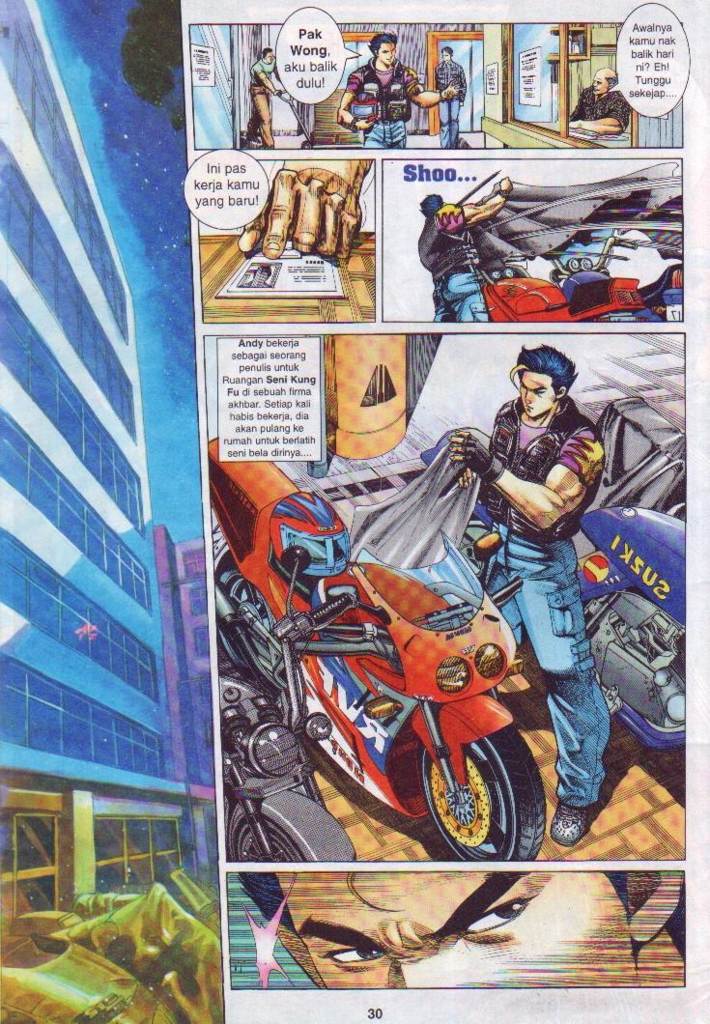 Pak
Wong,
aku balik
dulu!
Awalnya
kamu nak
balik hari
ni? Eh!
Tunggu
sekejap....
Ini pas
kerja kamu
yang baru!
Shoo...
Andy bekerja
sebagai seorang
penulis untuk
Ruangan Seni Kung
Fu di sebuah firma
akhbar. Setiap kali
habis bekerja, dia
akan pulang ke
rumah untuk berlatih
seni bela dirinya....
SUZUKI
30